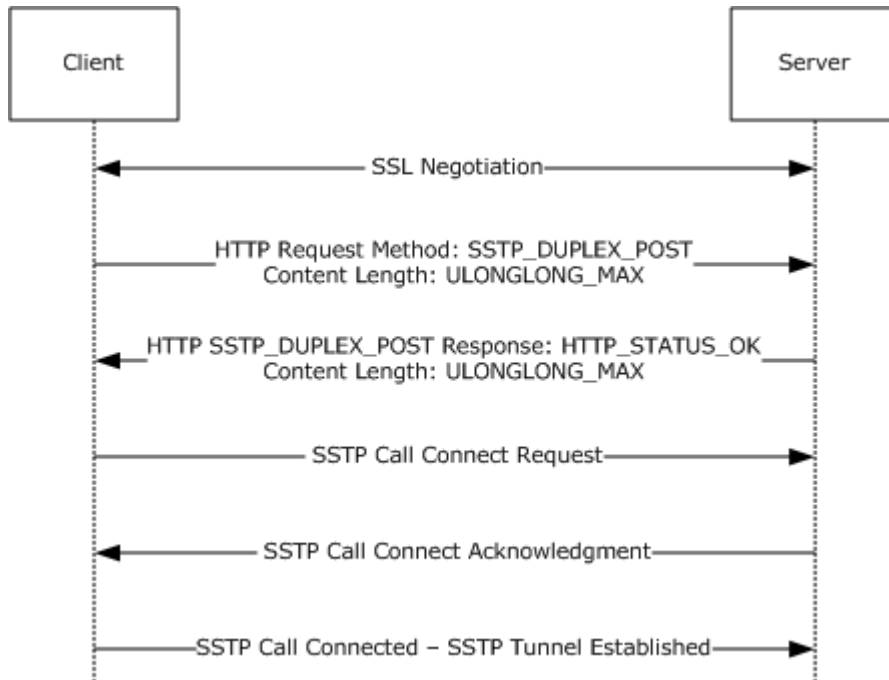 Client
Server
SSL Negotiation
HTTP Request Method: SSTP_DUPLEX_POST
Content Length: ULONGLONG_MAX
HTTP SSTP_DUPLEX_POST Response: HTTP_STATUS_OK
Content Length: ULONGLONG_MAX
SSTP Call Connect Request
SSTP Call Connect Acknowledgment
SSTP Call Connected – SSTP Tunnel Established